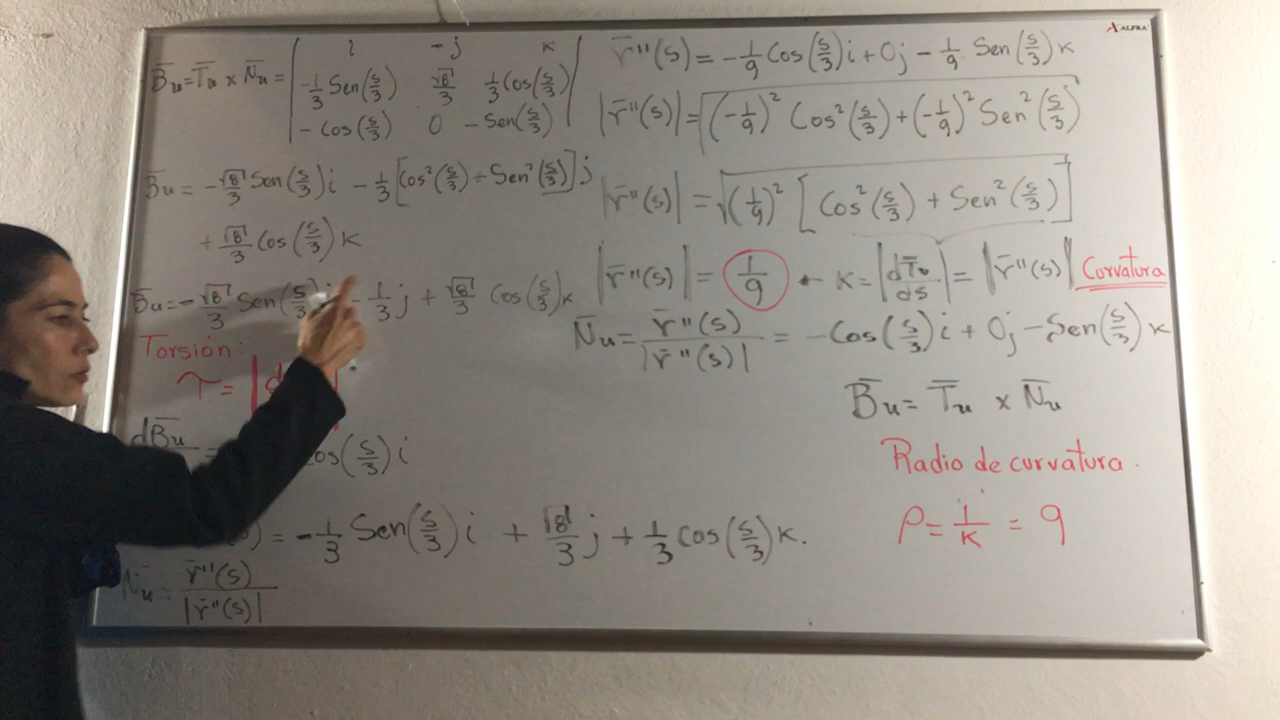 B̄u = T̄u x N̄u = | i -j k |
| -1/3 Sen(s/3) √8/3 1/3 Cos(s/3) |
| - Cos(s/3) 0 - Sen(s/3) |
B̄u = -√8/3 Sen(s/3) i - 1/3 [Cos²(s/3) + Sen²(s/3)] j
+ √8/3 Cos(s/3) k
B̄u = -√8/3 Sen(s/3) - 1/3 j + √8/3 Cos(s/3) k
Torsión:
τ = |d
dB̄u = os(s/3) i
) = -1/3 Sen(s/3) i + √8/3 j + 1/3 Cos(s/3) k.
N̄u = r̄''(s) / |r̄''(s)|
ALFRA
r̄''(s) = -1/9 Cos(s/3) i + 0j - 1/9 Sen(s/3) k
|r̄''(s)| = √((-1/9)² Cos²(s/3) + (-1/9)² Sen²(s/3))
|r̄''(s)| = √((1/9)² [Cos²(s/3) + Sen²(s/3)])
|r̄''(s)| = 1/9 ← K = |dT̄u/ds| = |r̄''(s)| Curvatura
N̄u = r̄''(s) / |r̄''(s)| = -Cos(s/3) i + 0j - Sen(s/3) k
B̄u = T̄u x N̄u
Radio de curvatura.
ρ = 1/K = 9